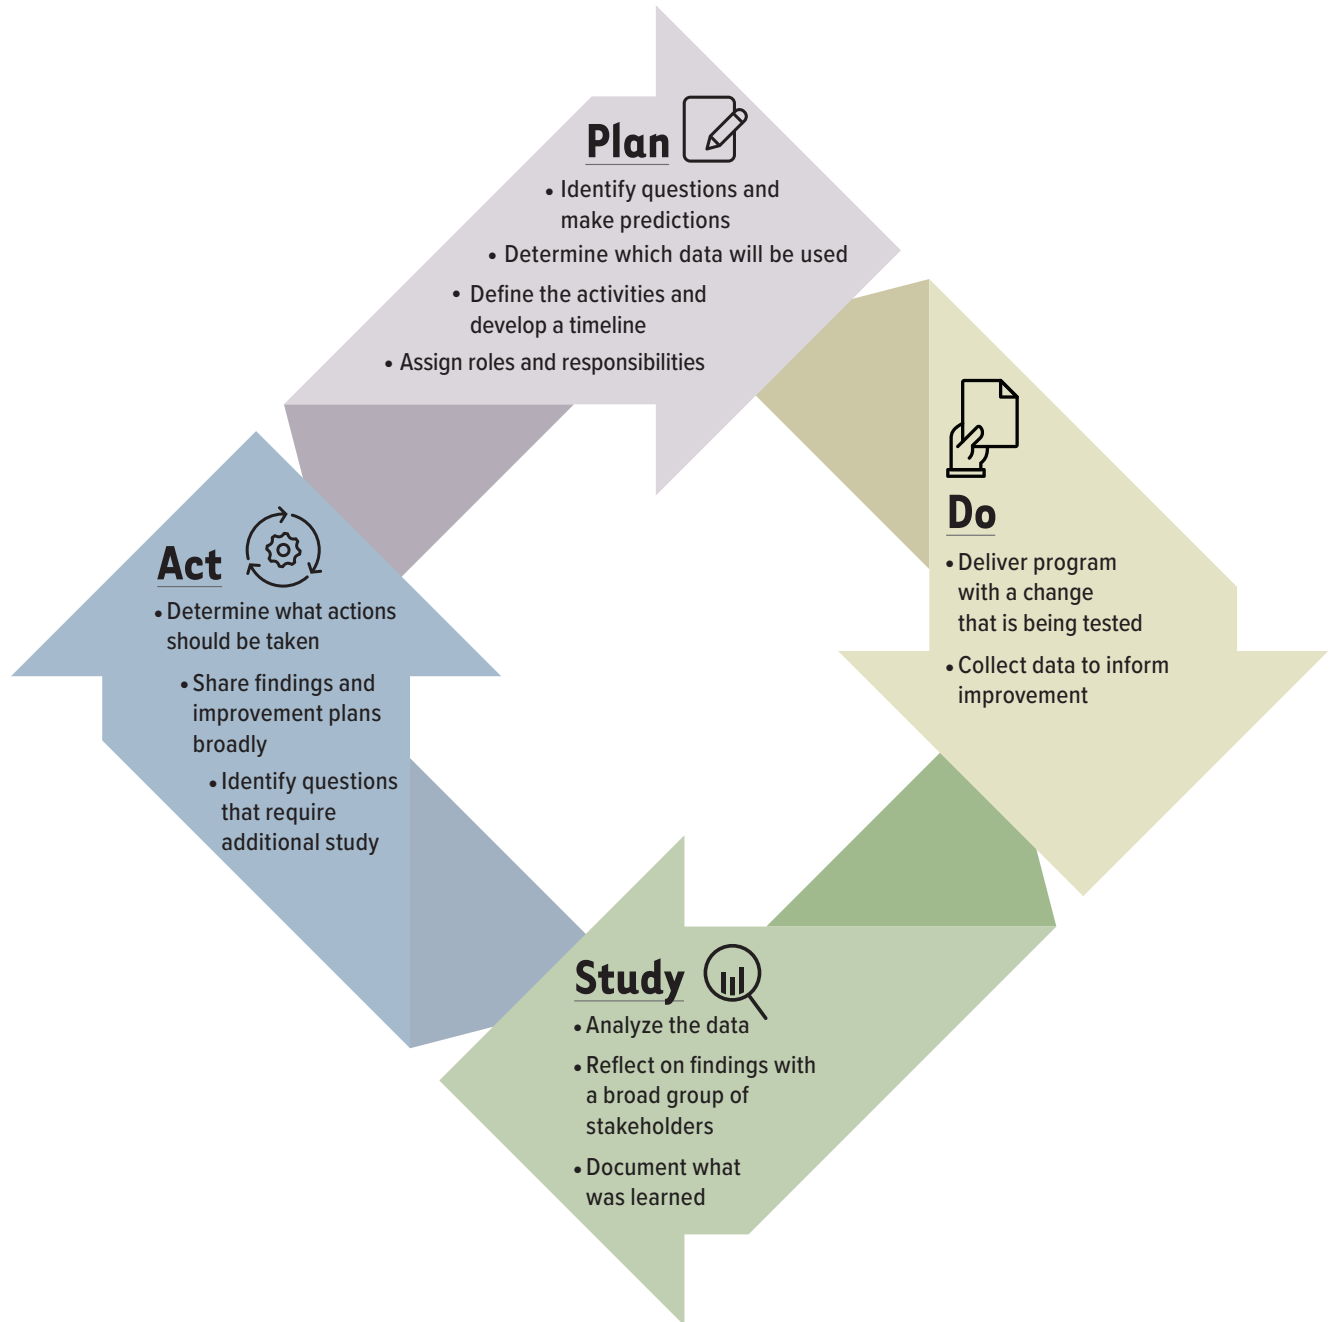 Plan
• Identify questions and
make predictions
• Determine which data will be used
• Define the activities and
develop a timeline
• Assign roles and responsibilities
Do
• Deliver program
with a change
that is being tested
• Collect data to inform
improvement
Study
• Analyze the data
• Reflect on findings with
a broad group of
stakeholders
• Document what
was learned
Act
• Determine what actions
should be taken
• Share findings and
improvement plans
broadly
• Identify questions
that require
additional study